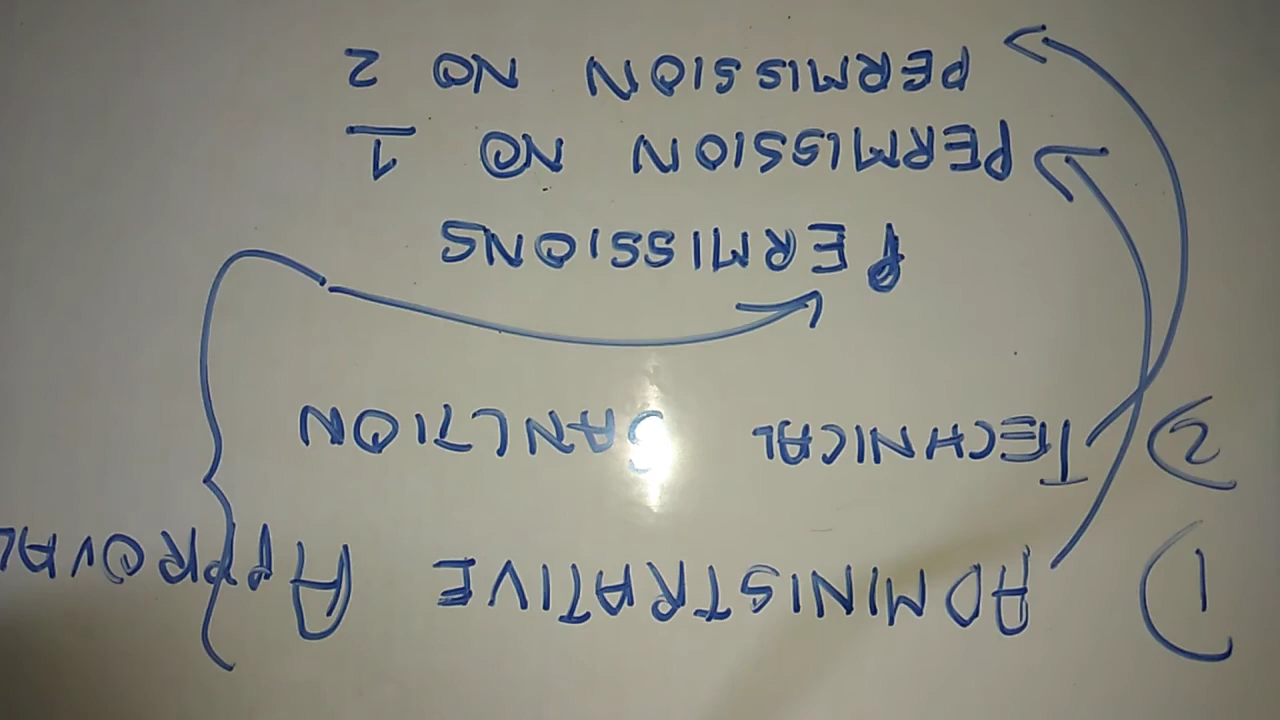 1) ADMINISTRATIVE APPROVAL
2) TECHNICAL SANCTION
PERMISSIONS
PERMISSION NO 1
PERMISSION NO 2